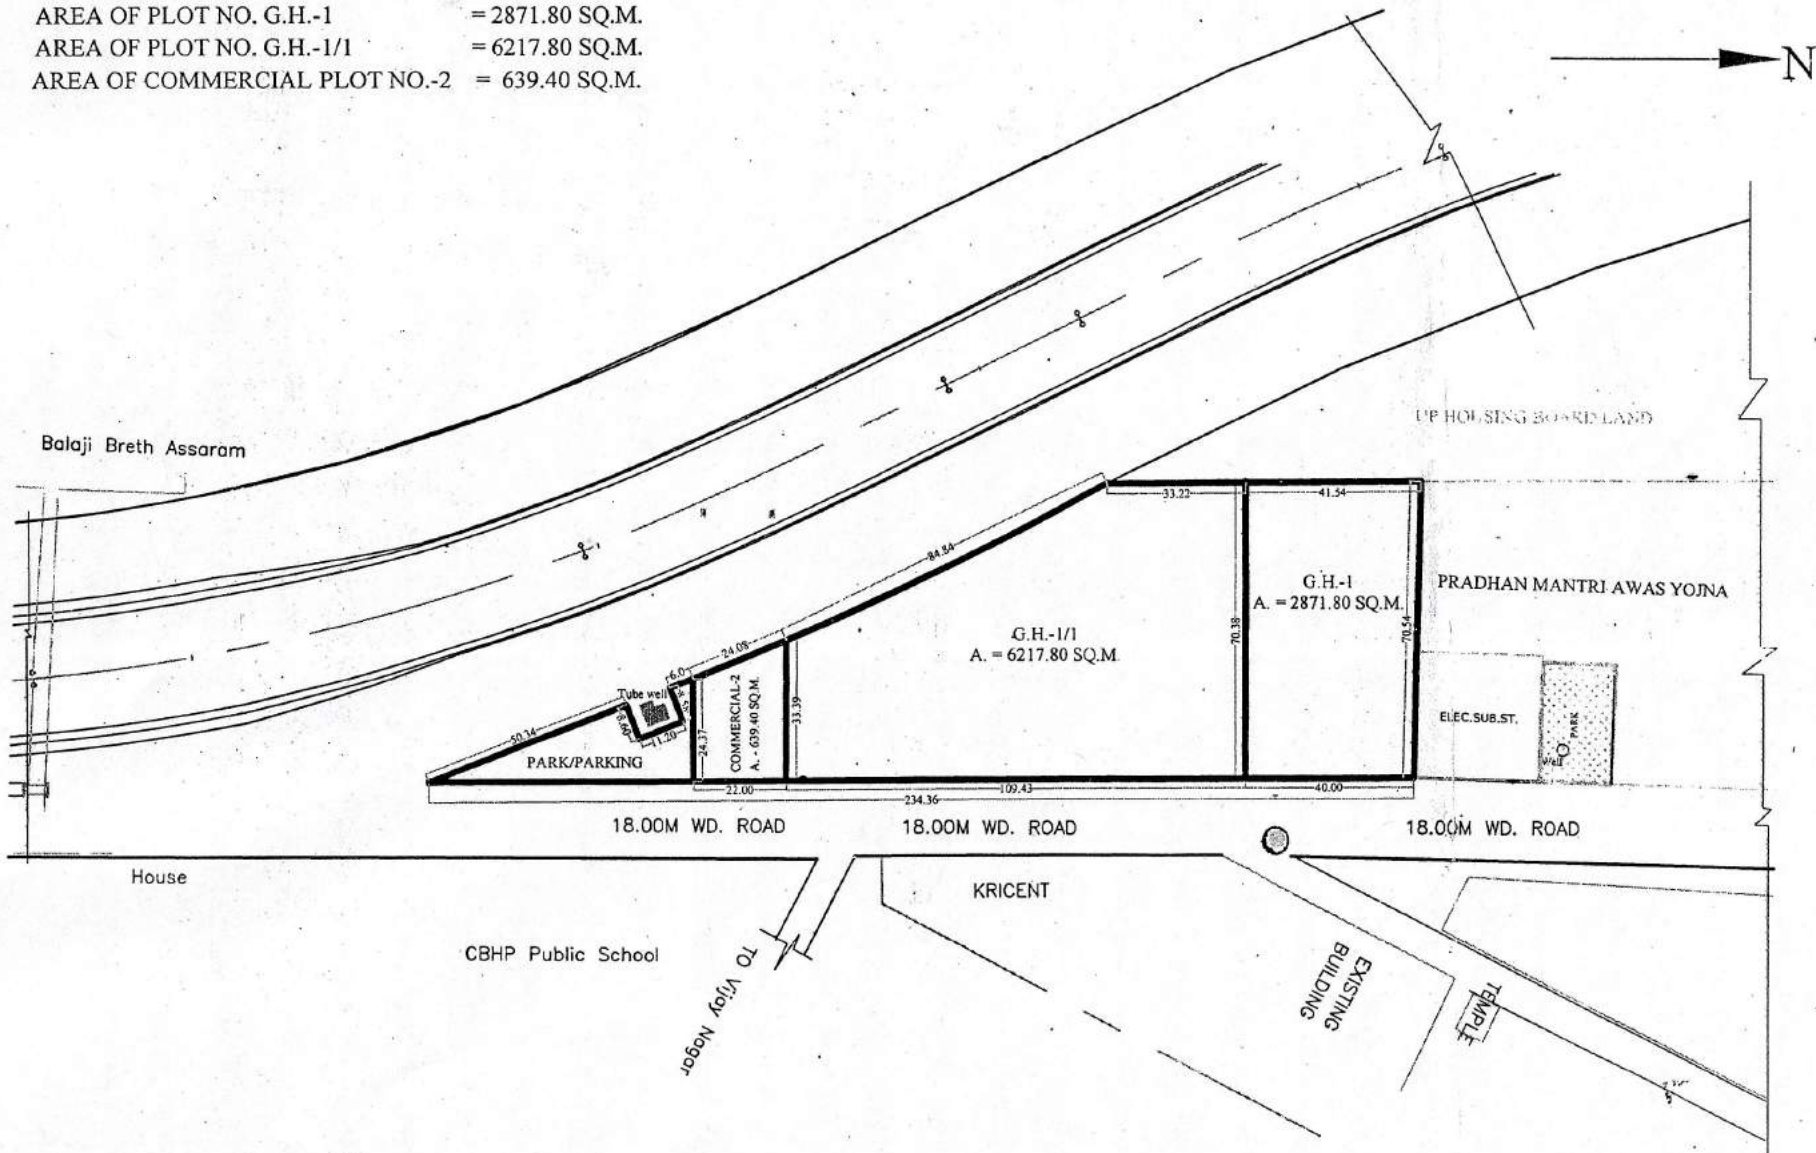 AREA OF PLOT NO. G.H.-1 = 2871.80 SQ.M.
AREA OF PLOT NO. G.H.-1/1 = 6217.80 SQ.M.
AREA OF COMMERCIAL PLOT NO.-2 = 639.40 SQ.M.
N
UP HOUSING BOARD LAND
Balaji Breth Assaram
33.22
41.54
84.84
G.H.-1
A. = 2871.80 SQ.M.
PRADHAN MANTRI AWAS YOJNA
70.38
70.54
G.H.-1/1
A. = 6217.80 SQ.M.
24.08
6.0
Tube well
8.60
11.20
50.34
PARK/PARKING
24.37
COMMERCIAL-2
A. - 639.40 SQ.M.
33.39
ELEC.SUB.ST.
PARK
Well
22.00
109.43
40.00
234.36
18.00M WD. ROAD
18.00M WD. ROAD
18.00M WD. ROAD
House
KRICENT
CBHP Public School
TO Vijay Nagar
EXISTING
BUILDING
TEMPLE